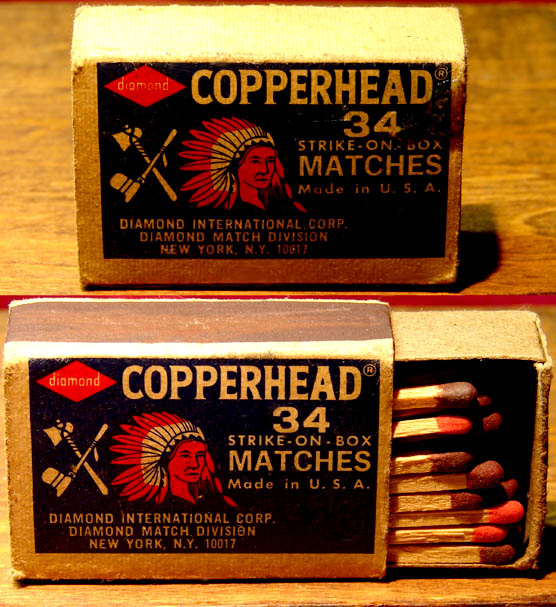 diamond
COPPERHEAD®
34
STRIKE-ON-BOX
MATCHES
Made in U. S. A.
DIAMOND INTERNATIONAL CORP.
DIAMOND MATCH DIVISION
NEW YORK, N.Y. 10017
diamond
COPPERHEAD®
34
STRIKE-ON-BOX
MATCHES
Made in U. S. A.
DIAMOND INTERNATIONAL CORP.
DIAMOND MATCH DIVISION
NEW YORK, N.Y. 10017